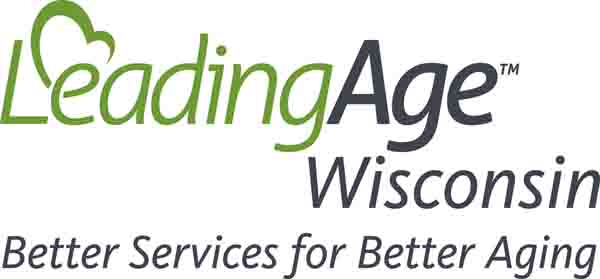 LeadingAge™
Wisconsin
Better Services for Better Aging